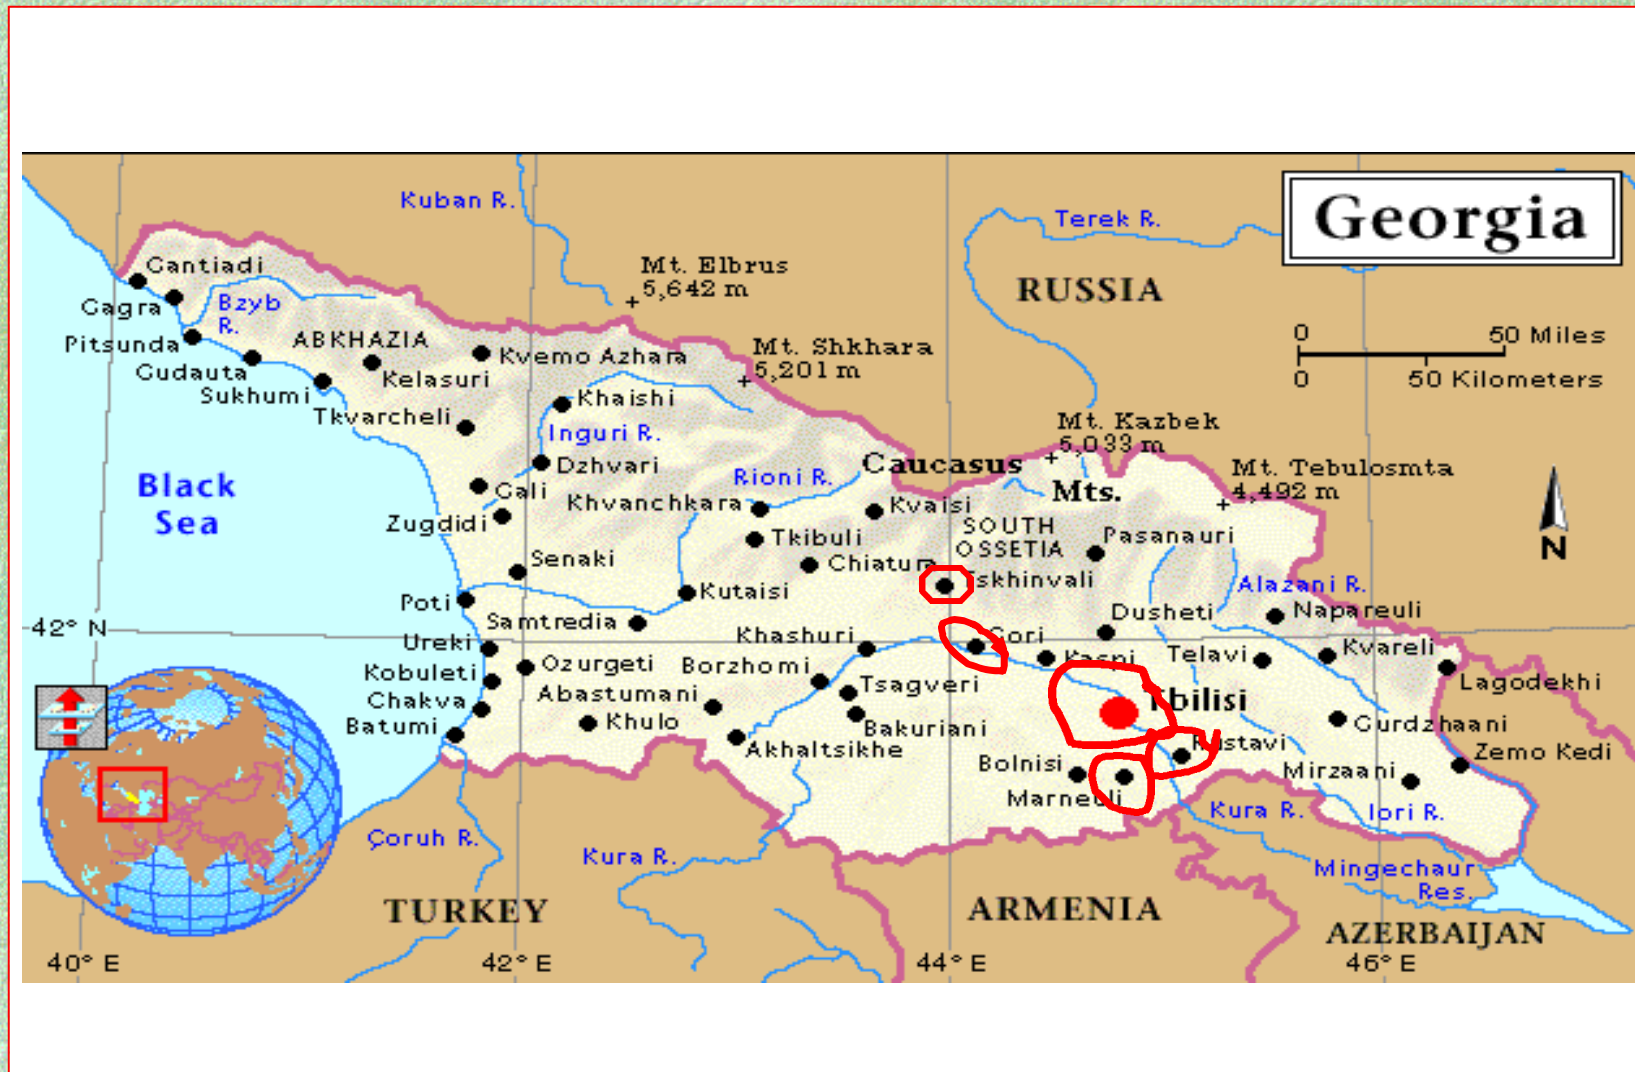 Georgia
Kuban R.
Terek R.
Mt. Elbrus
5,642 m
RUSSIA
0 50 Miles
0 50 Kilometers
Gantiadi
Gagra
Bzyb
R.
Pitsunda
ABKHAZIA
Kvemo Azhara
Mt. Shkhara
5,201 m
Gudauta
Kelasuri
Sukhumi
Khaishi
Tkvarcheli
Mt. Kazbek
5,033 m
Inguri R.
Dzhvari
Caucasus
Mts.
Mt. Tebulosmta
4,492 m
Black
Sea
Gali
Rioni R.
Khvanchkara
Kvaisi
Zugdidi
SOUTH
OSSETIA
Pasanauri
N
Tkibuli
Senaki
Chiatura
Tskhinvali
Alazani R.
Poti
Kutaisi
Dusheti
Napareuli
42° N
Samtredia
Ureki
Khashuri
Gori
Kaspi
Telavi
Kvareli
Kobuleti
Ozurgeti
Borzhomi
Tsagveri
Lagodekhi
Chakva
Abastumani
Tbilisi
Batumi
Khulo
Bakuriani
Gurdzhaani
Akhaltsikhe
Rustavi
Zemo Kedi
Bolnisi
Mirzaani
Marneuli
Kura R.
Iori R.
Çoruh R.
Kura R.
Mingechaur
Res.
TURKEY
ARMENIA
AZERBAIJAN
40° E
42° E
44° E
46° E